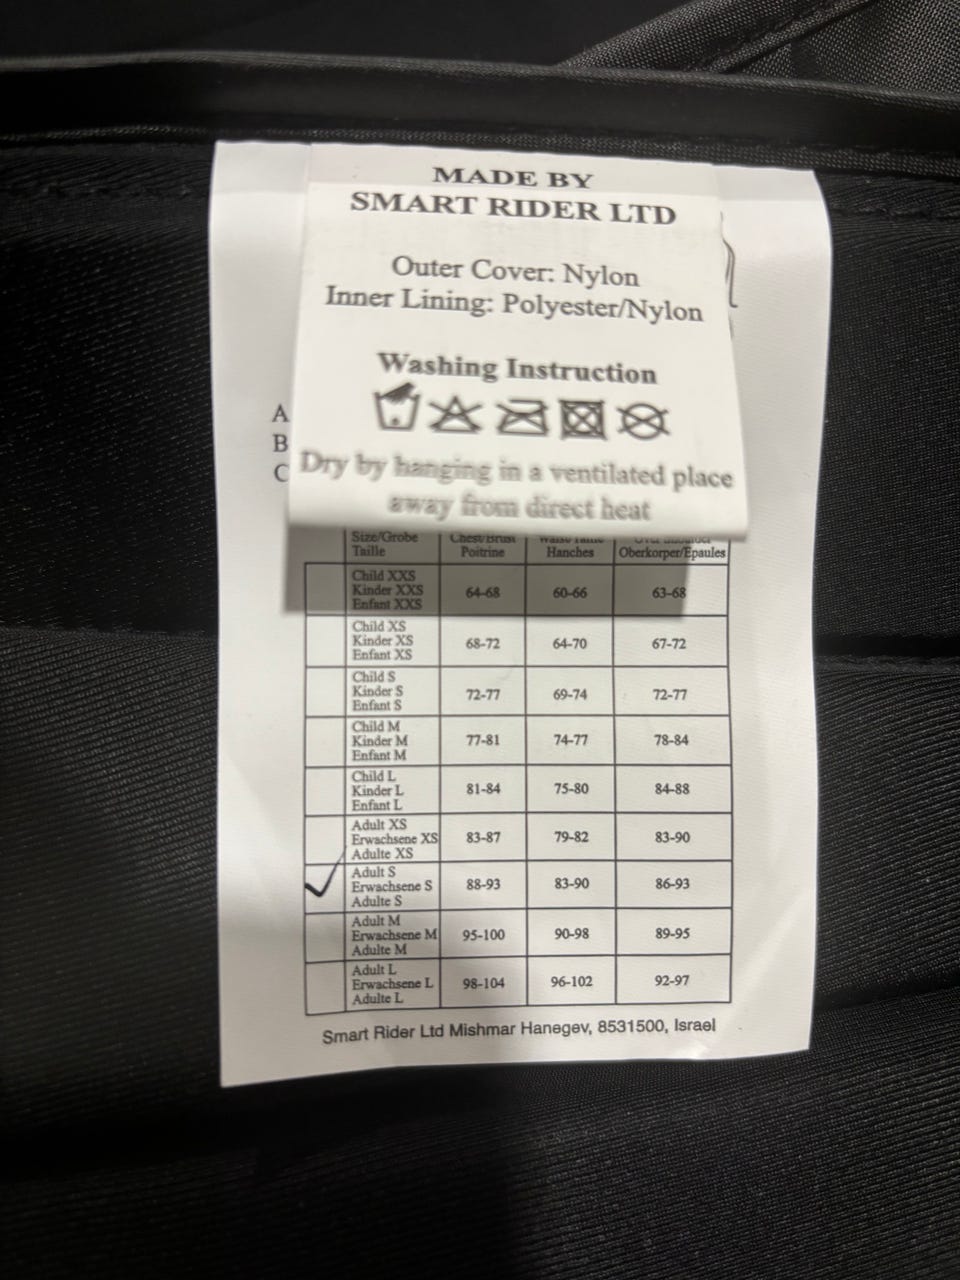 MADE BY
SMART RIDER LTD
Outer Cover: Nylon
Inner Lining: Polyester/Nylon
Washing Instruction
A
B
C
Dry by hanging in a ventilated place
away from direct heat
Size/Grobe Taille Chest/Brust Poitrine Hanches Oberkorper/Epaules
Child XXS
Kinder XXS 64-68 60-66 63-68
Enfant XXS
Child XS
Kinder XS 68-72 64-70 67-72
Enfant XS
Child S
Kinder S 72-77 69-74 72-77
Enfant S
Child M
Kinder M 77-81 74-77 78-84
Enfant M
Child L
Kinder L 81-84 75-80 84-88
Enfant L
Adult XS
Erwachsene XS 83-87 79-82 83-90
Adulte XS
Adult S
Erwachsene S 88-93 83-90 86-93
Adulte S
Adult M
Erwachsene M 95-100 90-98 89-95
Adulte M
Adult L
Erwachsene L 98-104 96-102 92-97
Adulte L
Smart Rider Ltd Mishmar Hanegev, 8531500, Israel